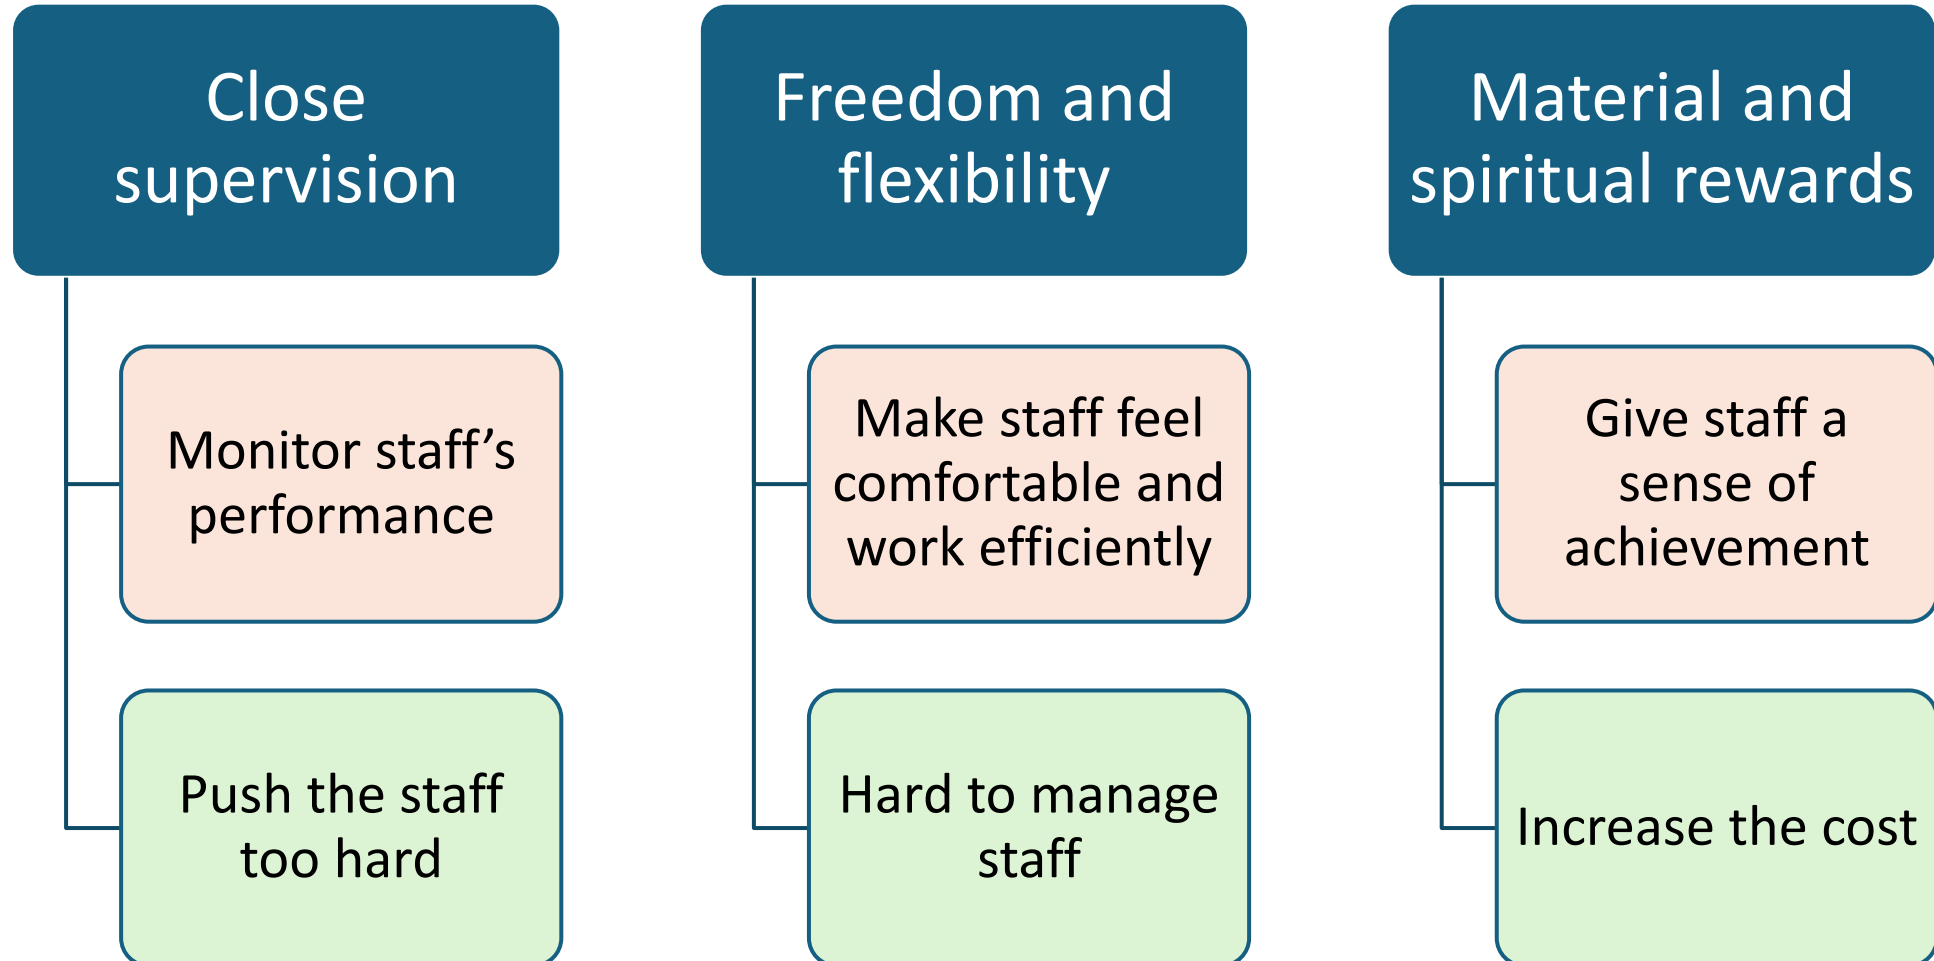 Close
supervision
Monitor staff’s
performance
Push the staff
too hard
Freedom and
flexibility
Make staff feel
comfortable and
work efficiently
Hard to manage
staff
Material and
spiritual rewards
Give staff a
sense of
achievement
Increase the cost